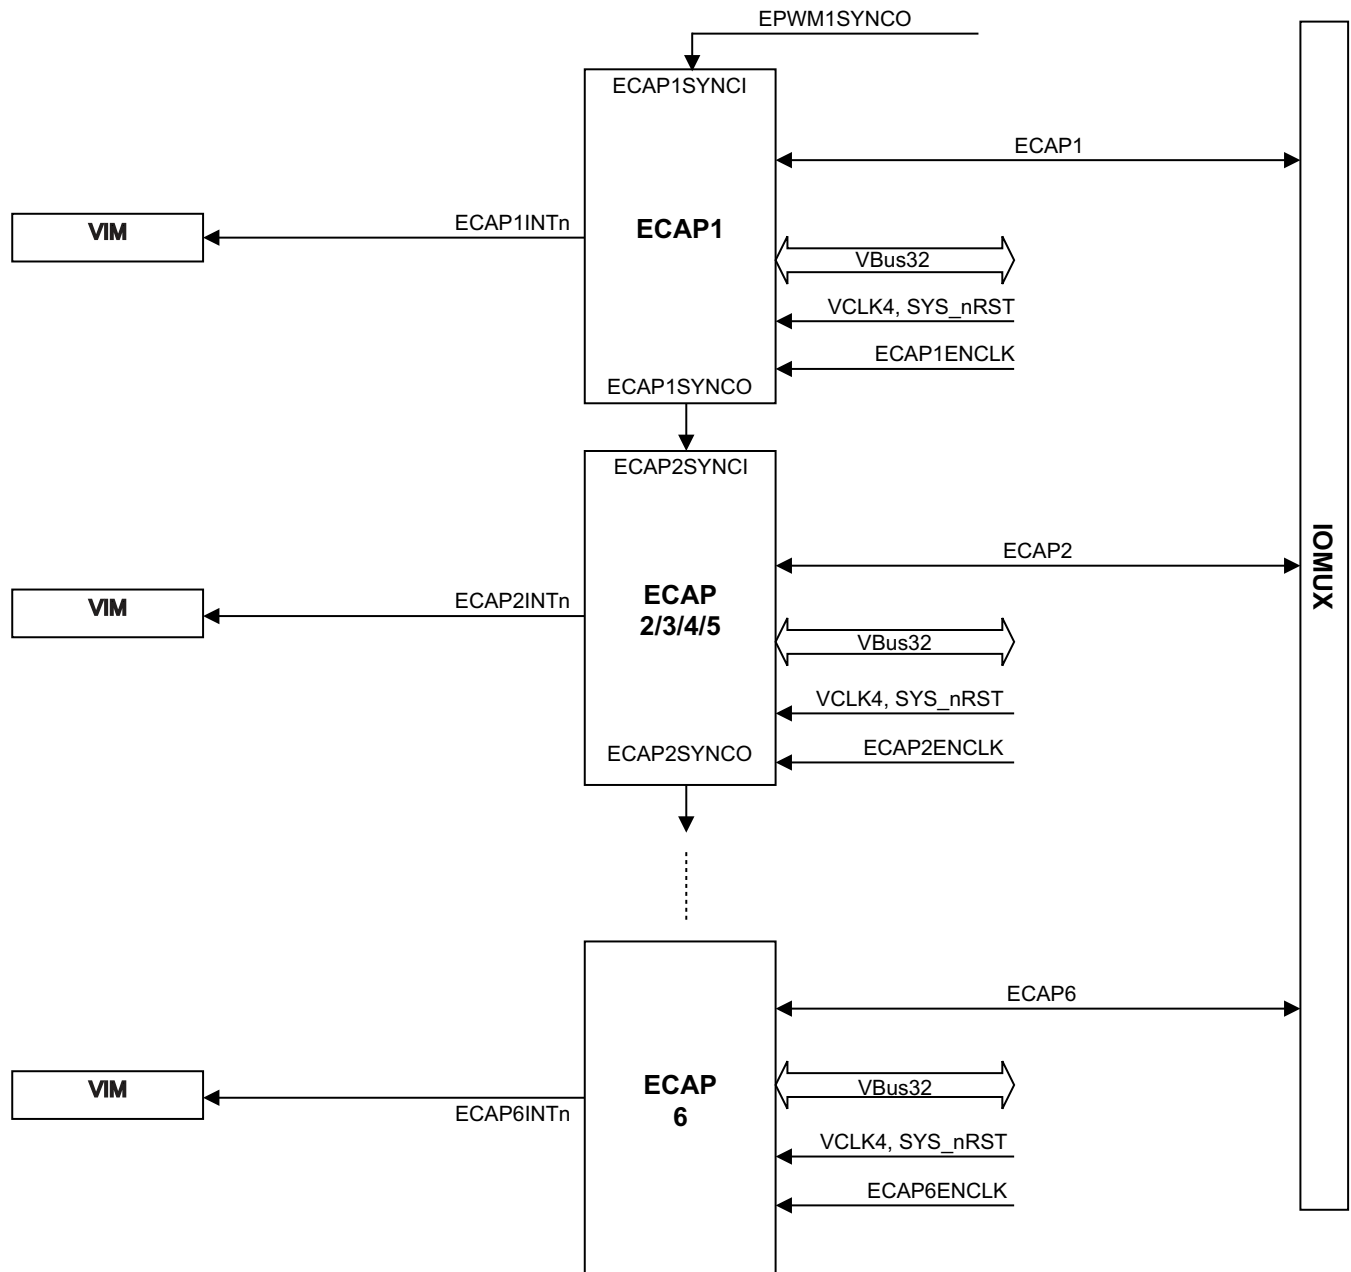 EPWM1SYNCO
ECAP1SYNCI
ECAP1
ECAP1INTn
VIM
ECAP1
VBus32
VCLK4, SYS_nRST
ECAP1ENCLK
ECAP1SYNCO
ECAP2SYNCI
IOMUX
ECAP2
ECAP2INTn
VIM
ECAP
2/3/4/5
VBus32
VCLK4, SYS_nRST
ECAP2SYNCO
ECAP2ENCLK
ECAP6
VIM
ECAP
6
VBus32
ECAP6INTn
VCLK4, SYS_nRST
ECAP6ENCLK